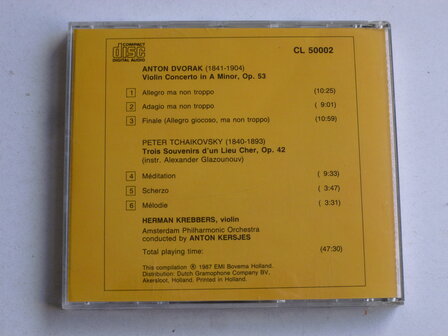 COMPACT
disc
DIGITAL AUDIO
CL 50002
ANTON DVORAK (1841-1904)
Violin Concerto in A Minor, Op. 53
1 Allegro ma non troppo (10:25)
2 Adagio ma non troppo ( 9:01)
3 Finale (Allegro giocoso, ma non troppo) (10:59)
PETER TCHAIKOVSKY (1840-1893)
Trois Souvenirs d'un Lieu Cher, Op. 42
(instr. Alexander Glazounouv)
4 Méditation ( 9:33)
5 Scherzo ( 3:47)
6 Mélodie ( 3:31)
HERMAN KREBBERS, violin
Amsterdam Philharmonic Orchestra
conducted by ANTON KERSJES
Total playing time: (47:30)
This compilation ℗ 1987 EMI Bovema Holland.
Distribution: Dutch Gramophone Company BV,
Akersloot, Holland. Printed in Holland.